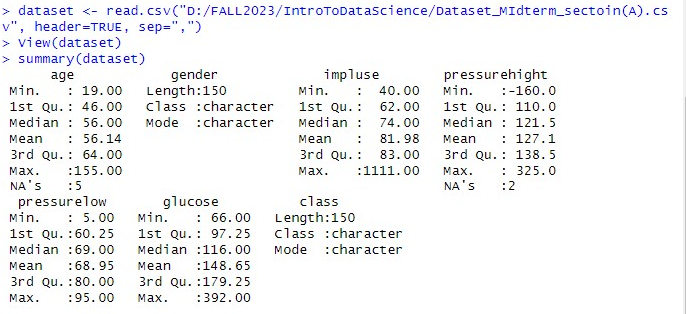 > dataset <- read.csv("D:/FALL2023/IntroToDataScience/Dataset_MIdterm_sectoin(A).cs
v", header=TRUE, sep=",")
> View(dataset)
> summary(dataset)
age gender impluse pressurehight
Min. : 19.00 Length:150 Min. : 40.00 Min. :-160.0
1st Qu.: 46.00 Class :character 1st Qu.: 62.00 1st Qu.: 110.0
Median : 56.00 Mode :character Median : 74.00 Median : 121.5
Mean : 56.14 Mean : 81.98 Mean : 127.1
3rd Qu.: 64.00 3rd Qu.: 83.00 3rd Qu.: 138.5
Max. :155.00 Max. :1111.00 Max. : 325.0
NA's :5 NA's :2
pressurelow glucose class
Min. : 5.00 Min. : 66.00 Length:150
1st Qu.:60.25 1st Qu.: 97.25 Class :character
Median :69.00 Median :116.00 Mode :character
Mean :68.95 Mean :148.65
3rd Qu.:80.00 3rd Qu.:179.25
Max. :95.00 Max. :392.00